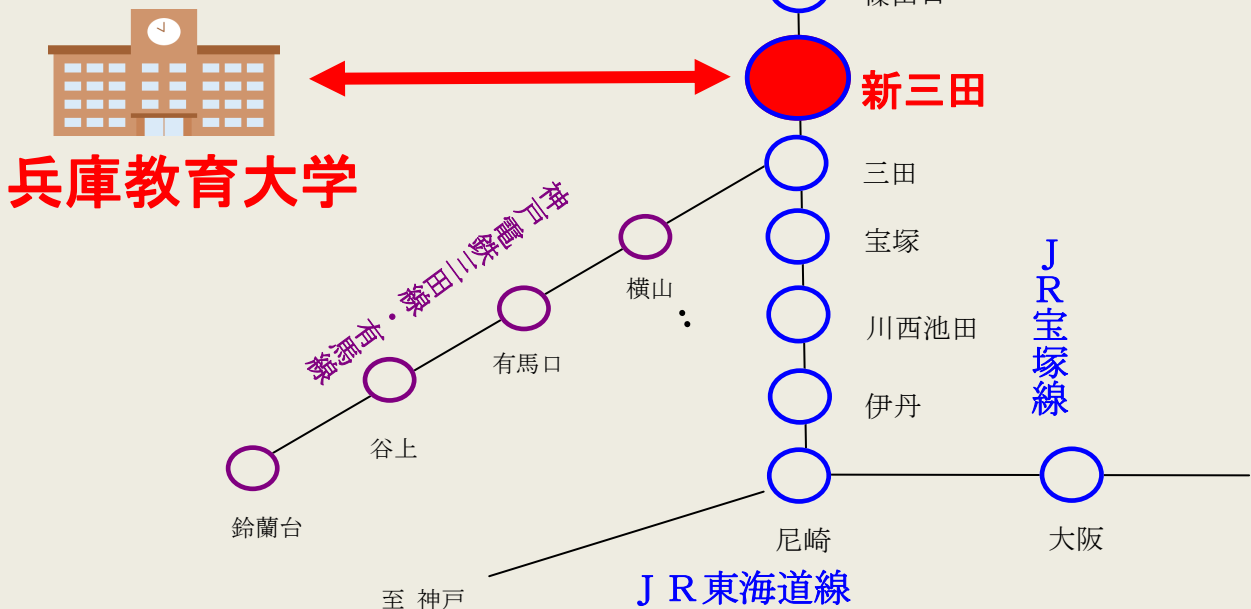 新三田
兵庫教育大学
三田
神戸電鉄三田線・有馬線
宝塚
横山
JR宝塚線
川西池田
有馬口
伊丹
谷上
鈴蘭台
尼崎
大阪
至 神戸
JR東海道線